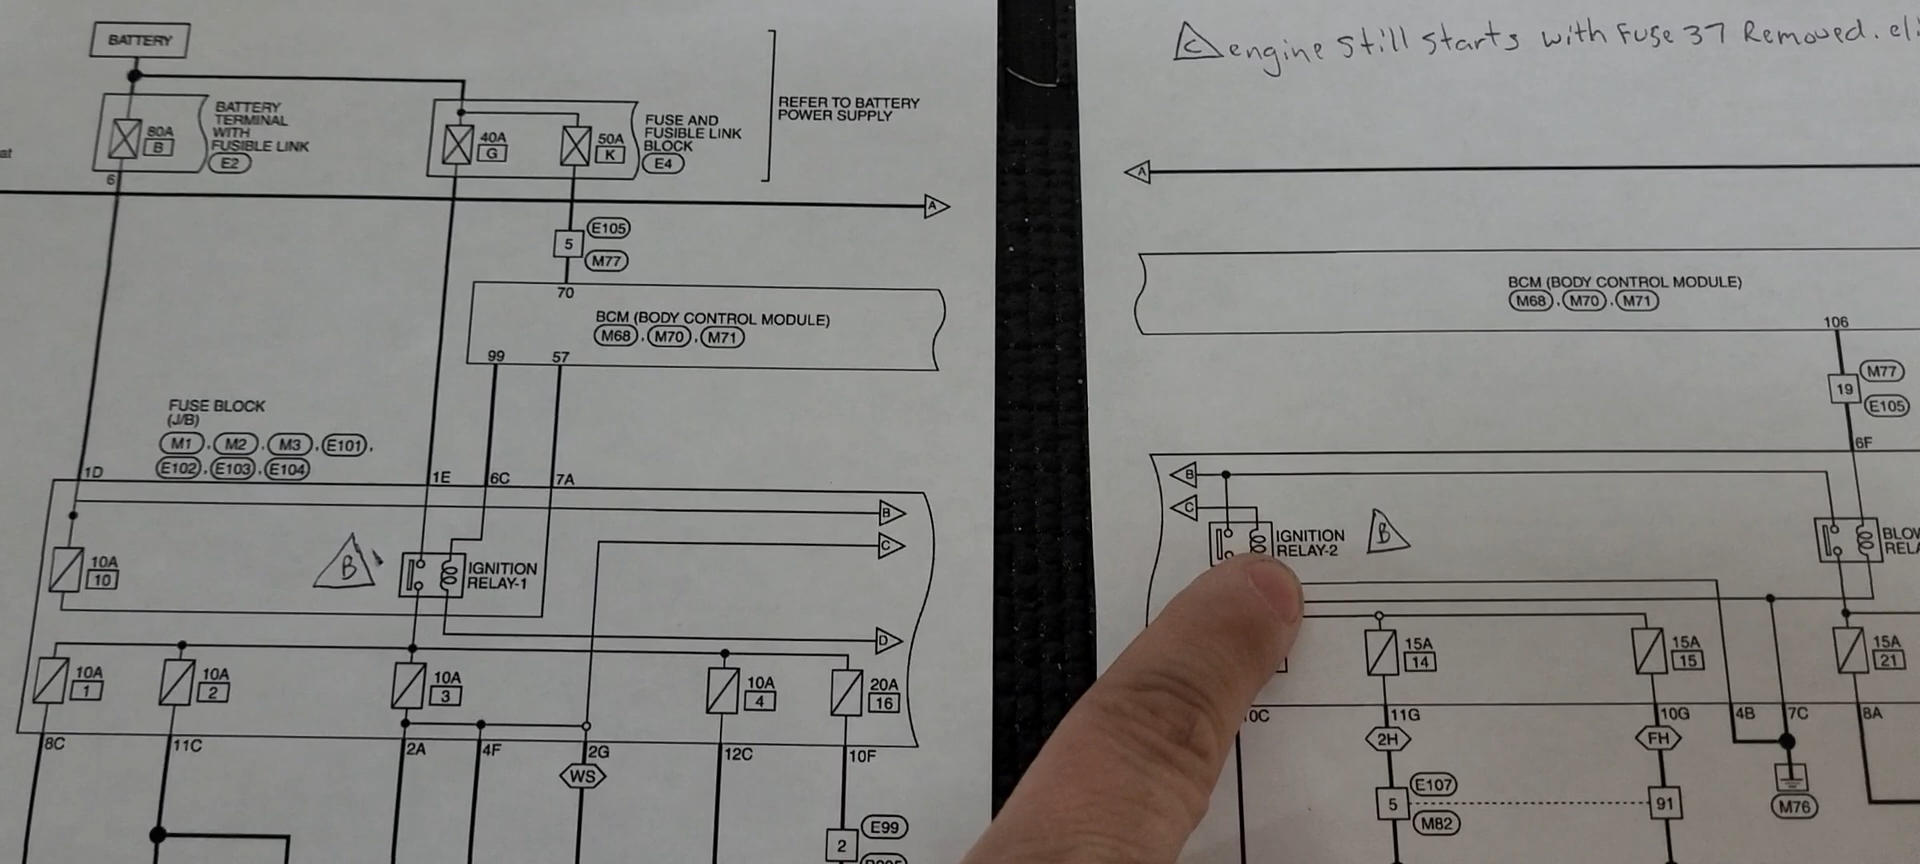 C engine Still Starts with Fuse 37 Removed.
BATTERY
BATTERY
TERMINAL
WITH
FUSIBLE LINK
E2
80A
B
40A
G
50A
K
FUSE AND
FUSIBLE LINK
BLOCK
E4
REFER TO BATTERY
POWER SUPPLY
6
A
A
5
E105
M77
70
BCM (BODY CONTROL MODULE)
M68 , M70 , M71
99
57
BCM (BODY CONTROL MODULE)
M68 , M70 , M71
106
19
M77
E105
6F
FUSE BLOCK
(J/B)
M1 , M2 , M3 , E101 ,
E102 , E103 , E104
1D
1E
6C
7A
B
C
10A
10
B
IGNITION
RELAY-1
D
10A
1
10A
2
10A
3
10A
4
20A
16
8C
11C
2A
4F
2G
12C
10F
WS
E99
2
B
C
IGNITION
RELAY-2
B
15A
14
15A
15
15A
21
11G
10G
4B
7C
8A
2H
FH
5
E107
M82
91
M76